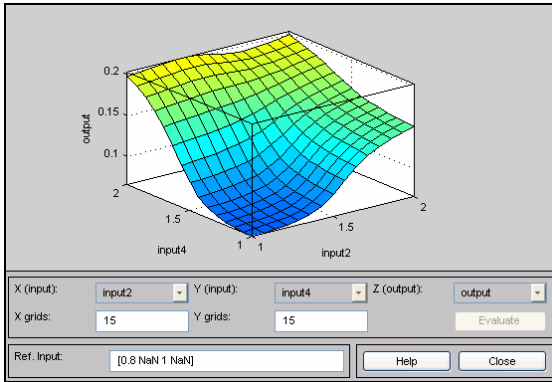 0.2
0.15
0.1
output
2
1.5
1
input4
1
1.5
2
input2
X (input): input2 Y (input): input4 Z (output): output
X grids: 15 Y grids: 15 Evaluate
Ref. Input: [0.8 NaN 1 NaN] Help Close